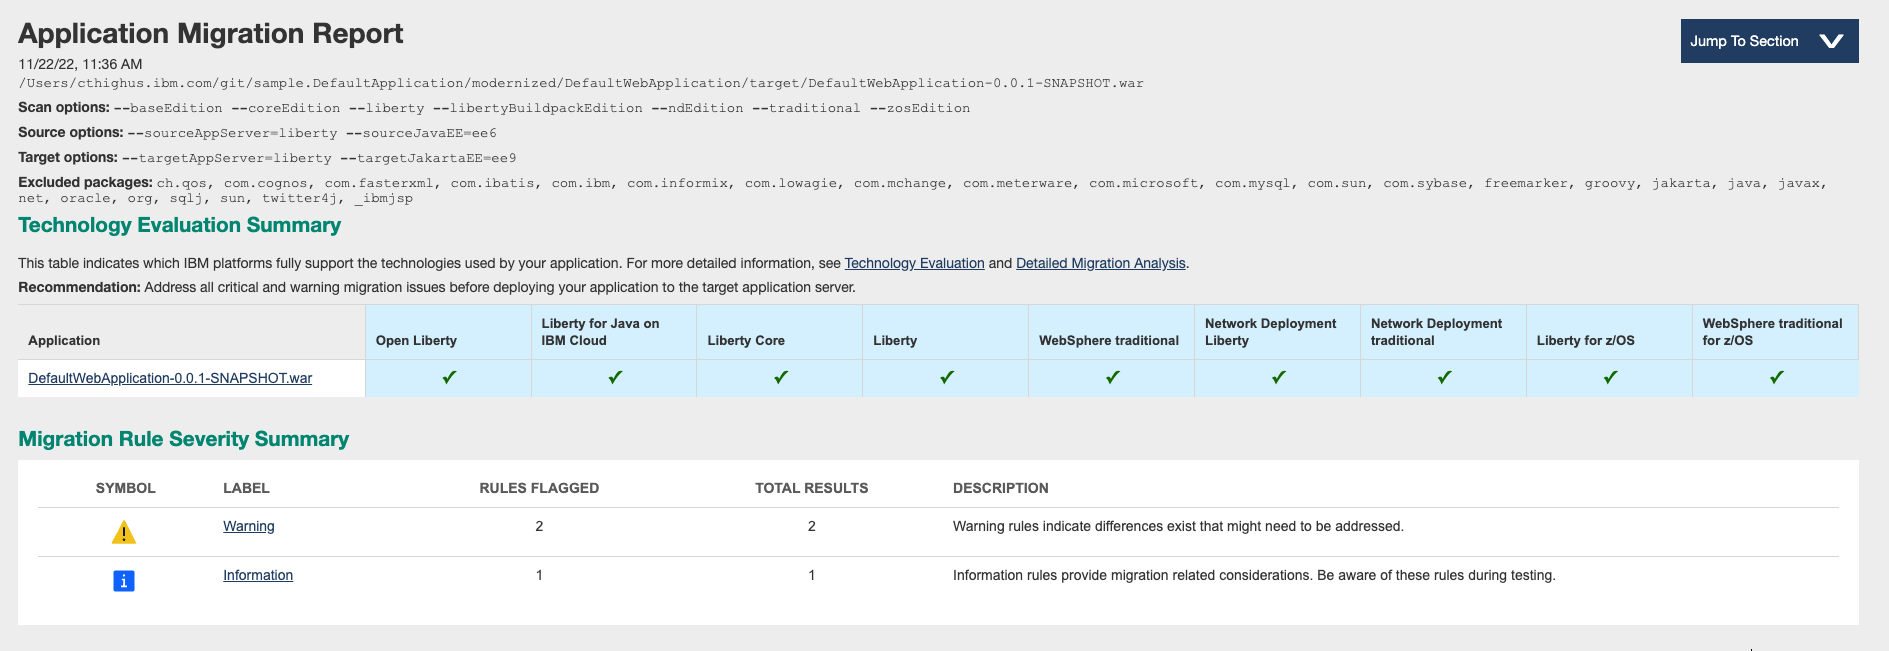 Application Migration Report
Jump To Section
11/22/22, 11:36 AM
/Users/cthighus.ibm.com/git/sample.DefaultApplication/modernized/DefaultWebApplication/target/DefaultWebApplication-0.0.1-SNAPSHOT.war
Scan options: --baseEdition --coreEdition --liberty --libertyBuildpackEdition --ndEdition --traditional --zosEdition
Source options: --sourceAppServer=liberty --sourceJavaEE=ee6
Target options: --targetAppServer=liberty --targetJakartaEE=ee9
Excluded packages: ch.qos, com.cognos, com.fasterxml, com.ibatis, com.ibm, com.informix, com.lowagie, com.mchange, com.meterware, com.microsoft, com.mysql, com.sun, com.sybase, freemarker, groovy, jakarta, java, javax,
net, oracle, org, sqlj, sun, twitter4j, _ibmjsp
Technology Evaluation Summary
This table indicates which IBM platforms fully support the technologies used by your application. For more detailed information, see Technology Evaluation and Detailed Migration Analysis.
Recommendation: Address all critical and warning migration issues before deploying your application to the target application server.
Application
Open Liberty
Liberty for Java on
IBM Cloud
Liberty Core
Liberty
WebSphere traditional
Network Deployment
Liberty
Network Deployment
traditional
Liberty for z/OS
WebSphere traditional
for z/OS
DefaultWebApplication-0.0.1-SNAPSHOT.war ✓ ✓ ✓ ✓ ✓ ✓ ✓ ✓ ✓
Migration Rule Severity Summary
SYMBOL LABEL RULES FLAGGED TOTAL RESULTS DESCRIPTION
Warning 2 2 Warning rules indicate differences exist that might need to be addressed.
Information 1 1 Information rules provide migration related considerations. Be aware of these rules during testing.